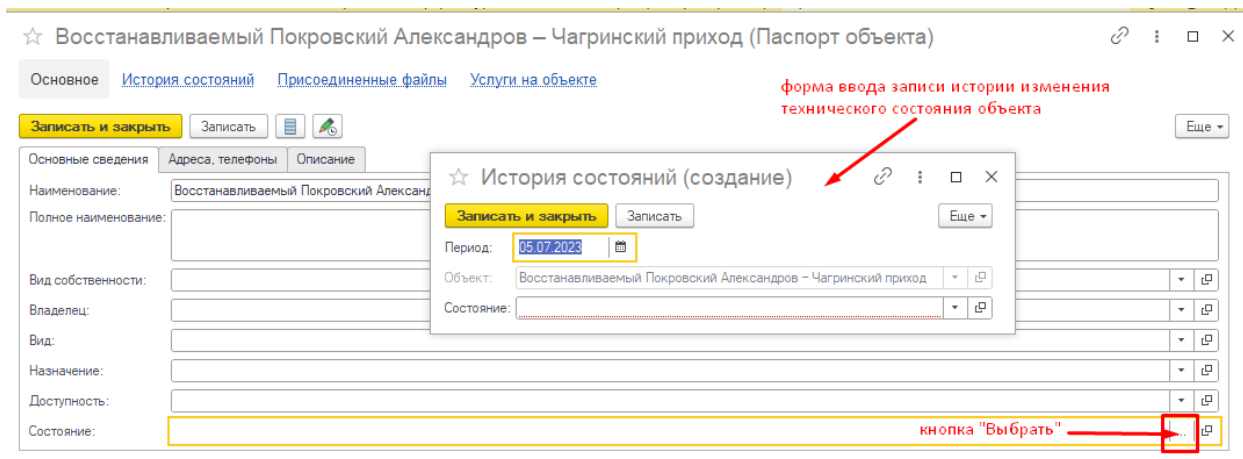 Восстанавливаемый Покровский Александров – Чагринский приход (Паспорт объекта)
Основное История состояний Присоединенные файлы Услуги на объекте
форма ввода записи истории изменения
технического состояния объекта
Записать и закрыть Записать Еще
Основные сведения Адреса, телефоны Описание
Наименование: Восстанавливаемый Покровский Александ
Полное наименование:
Вид собственности:
Владелец:
Вид:
Назначение:
Доступность:
Состояние: ...
кнопка "Выбрать"
История состояний (создание)
Записать и закрыть Записать Еще
Период: 05.07.2023
Объект: Восстанавливаемый Покровский Александров – Чагринский приход
Состояние: